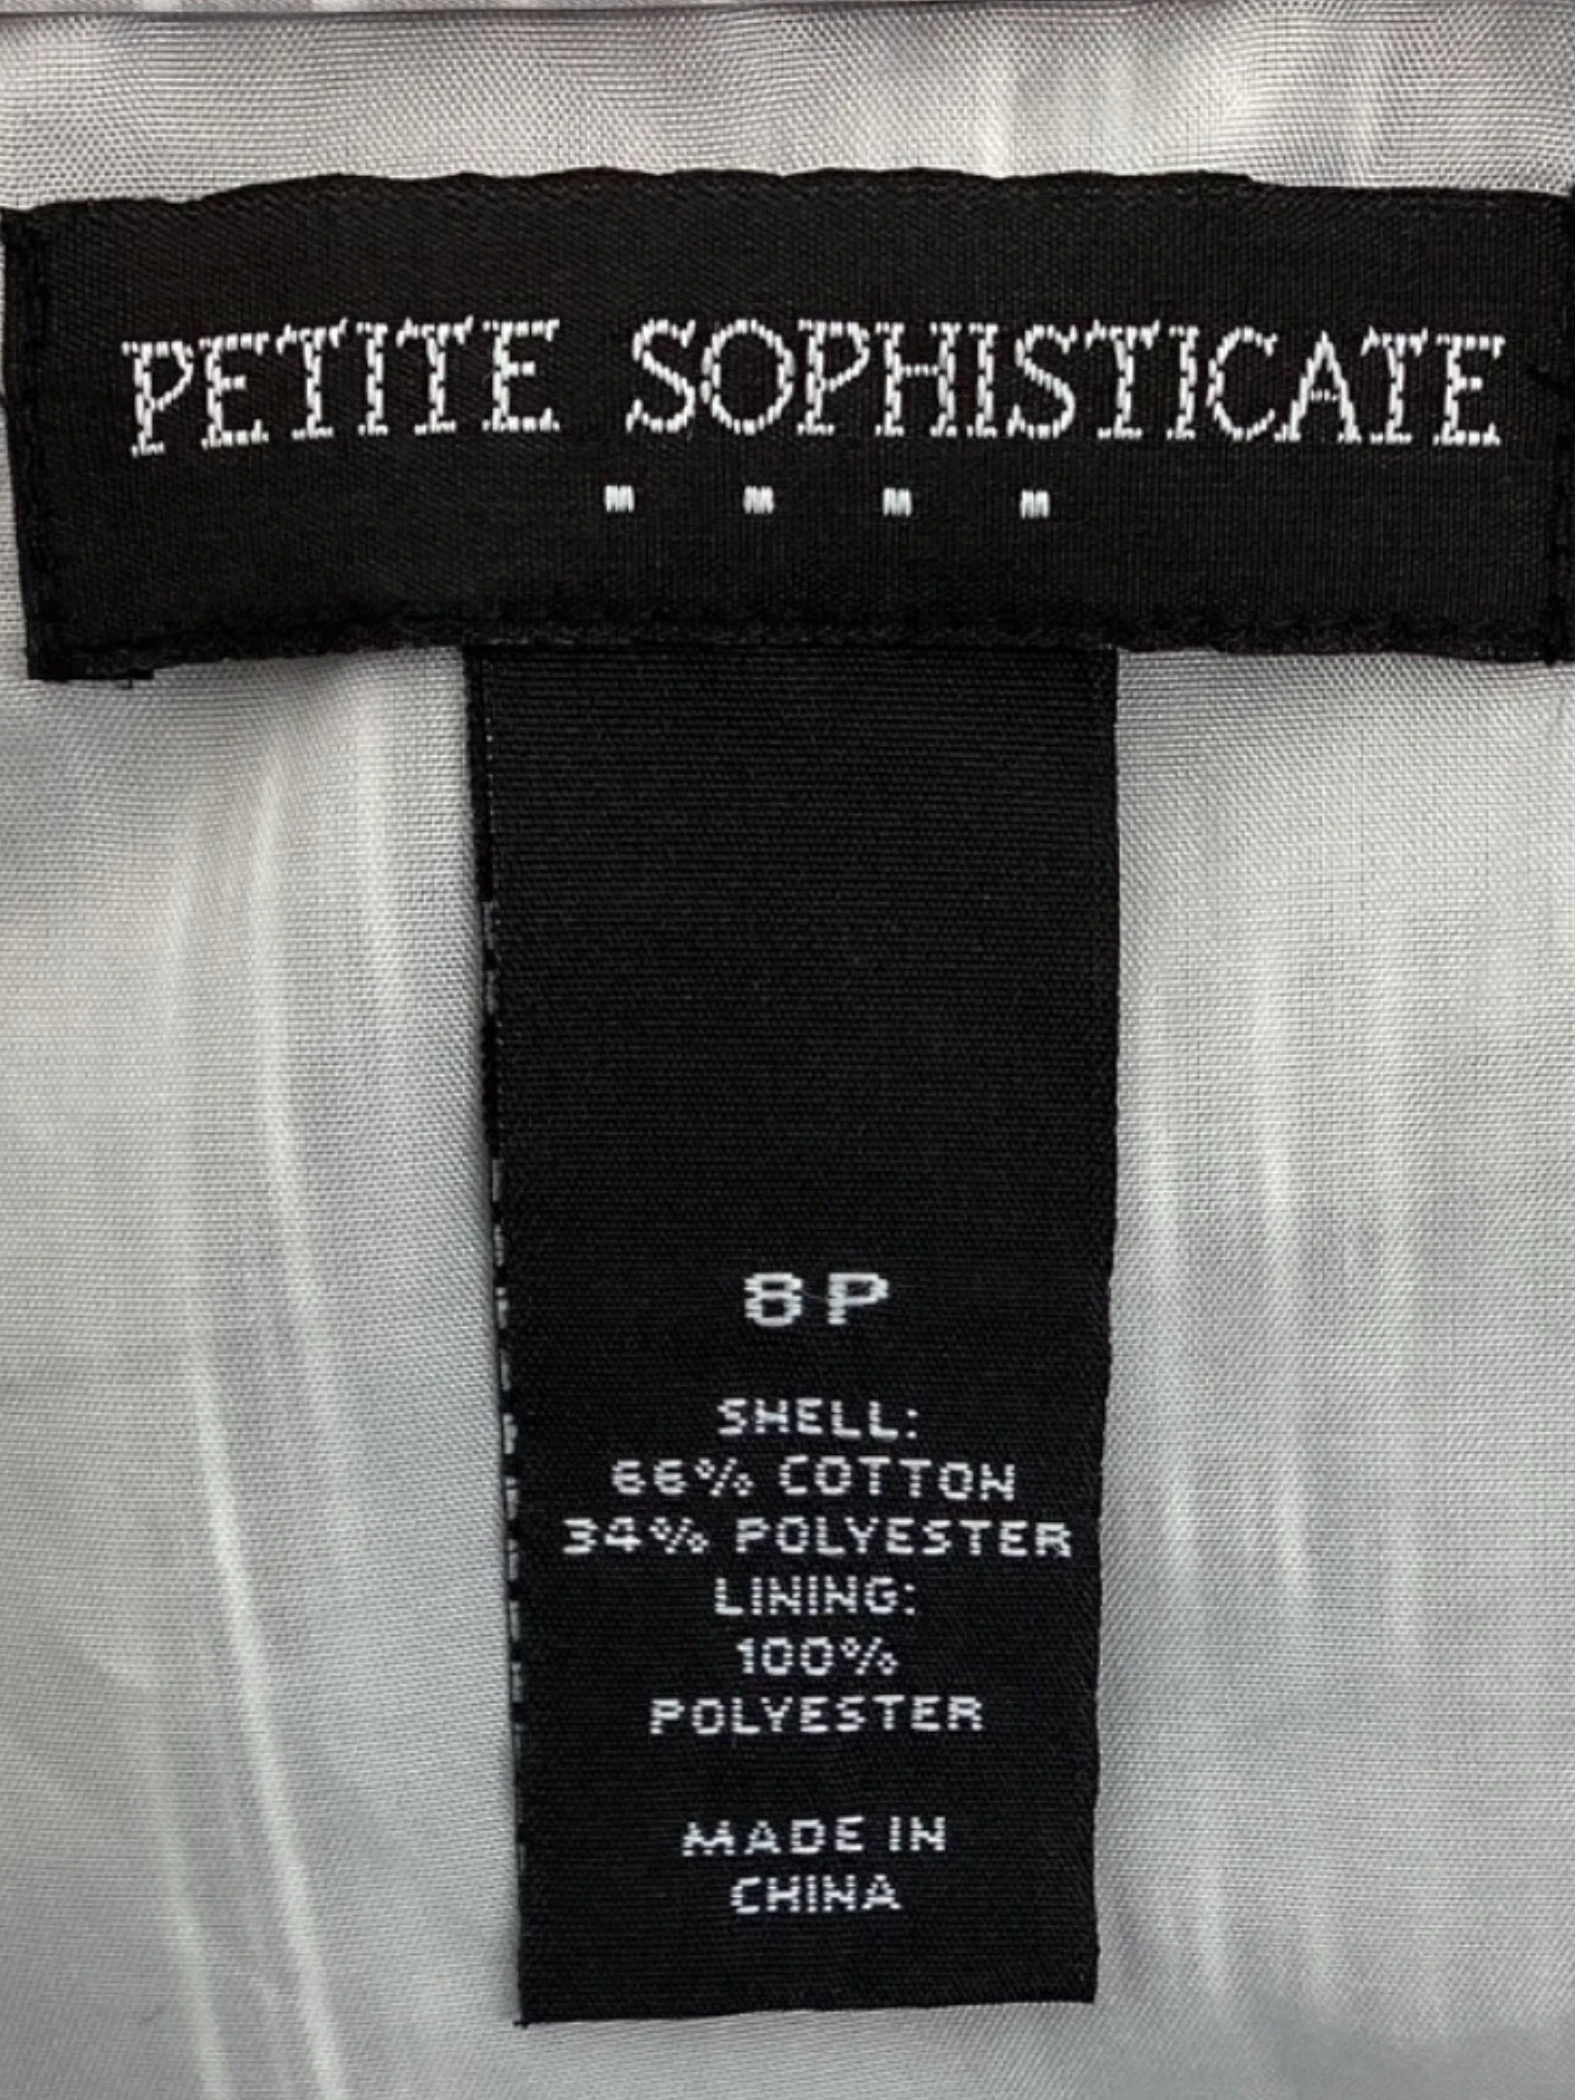 PETITE SOPHISTICATE
8P
SHELL:
66% COTTON
34% POLYESTER
LINING:
100%
POLYESTER
MADE IN
CHINA